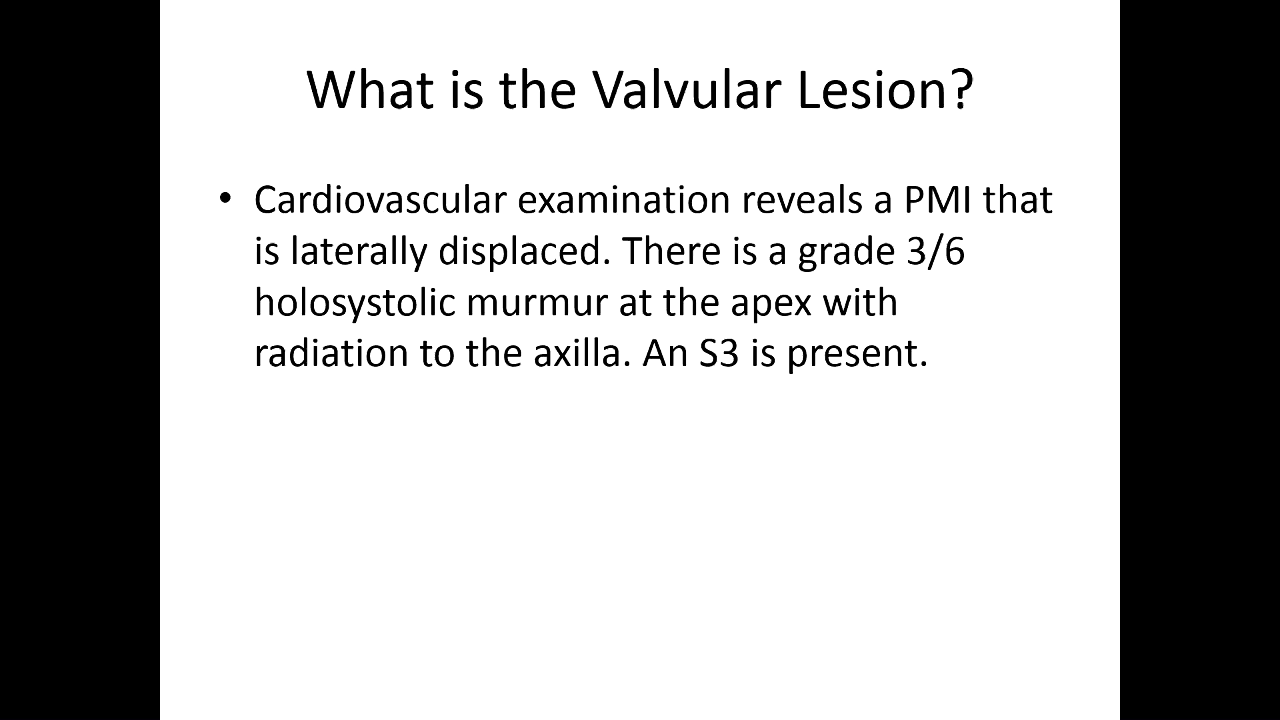 What is the Valvular Lesion?
• Cardiovascular examination reveals a PMI that
is laterally displaced. There is a grade 3/6
holosystolic murmur at the apex with
radiation to the axilla. An S3 is present.